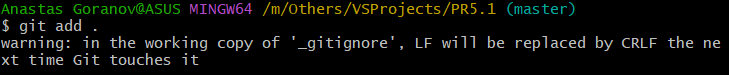 Anastas Goranov@ASUS MINGW64 /m/Others/VSProjects/PR5.1 (master)
$ git add .
warning: in the working copy of '_gitignore', LF will be replaced by CRLF the ne
xt time Git touches it